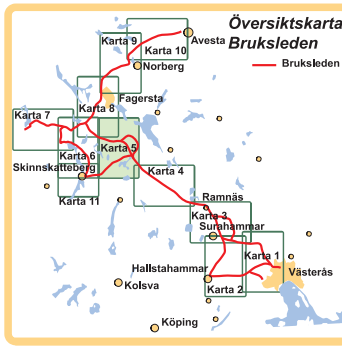 Översiktskarta
Bruksleden
Bruksleden
Karta 9
Karta 10
Avesta
Norberg
Fagersta
Karta 7
Karta 8
Karta 5
Karta 6
Skinnskatteberg
Karta 4
Karta 11
Ramnäs
Karta 3
Surahammar
Karta 1
Hallstahammar
Västerås
Karta 2
Kolsva
Köping